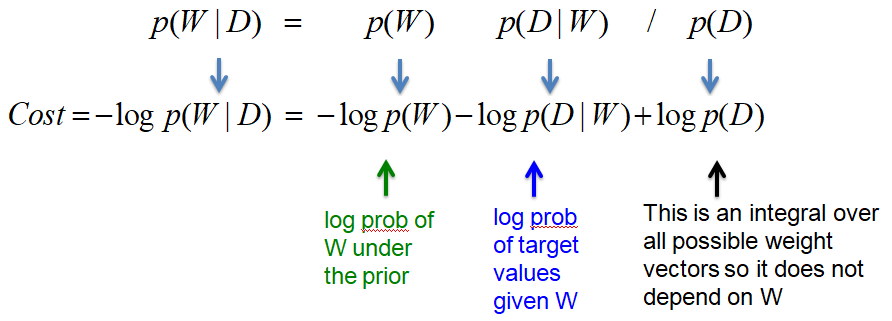 p(W | D) = p(W) p(D | W) / p(D)
Cost = −log p(W | D) = −log p(W) − log p(D | W) + log p(D)
log prob of
W under
the prior
log prob
of target
values
given W
This is an integral over
all possible weight
vectors so it does not
depend on W